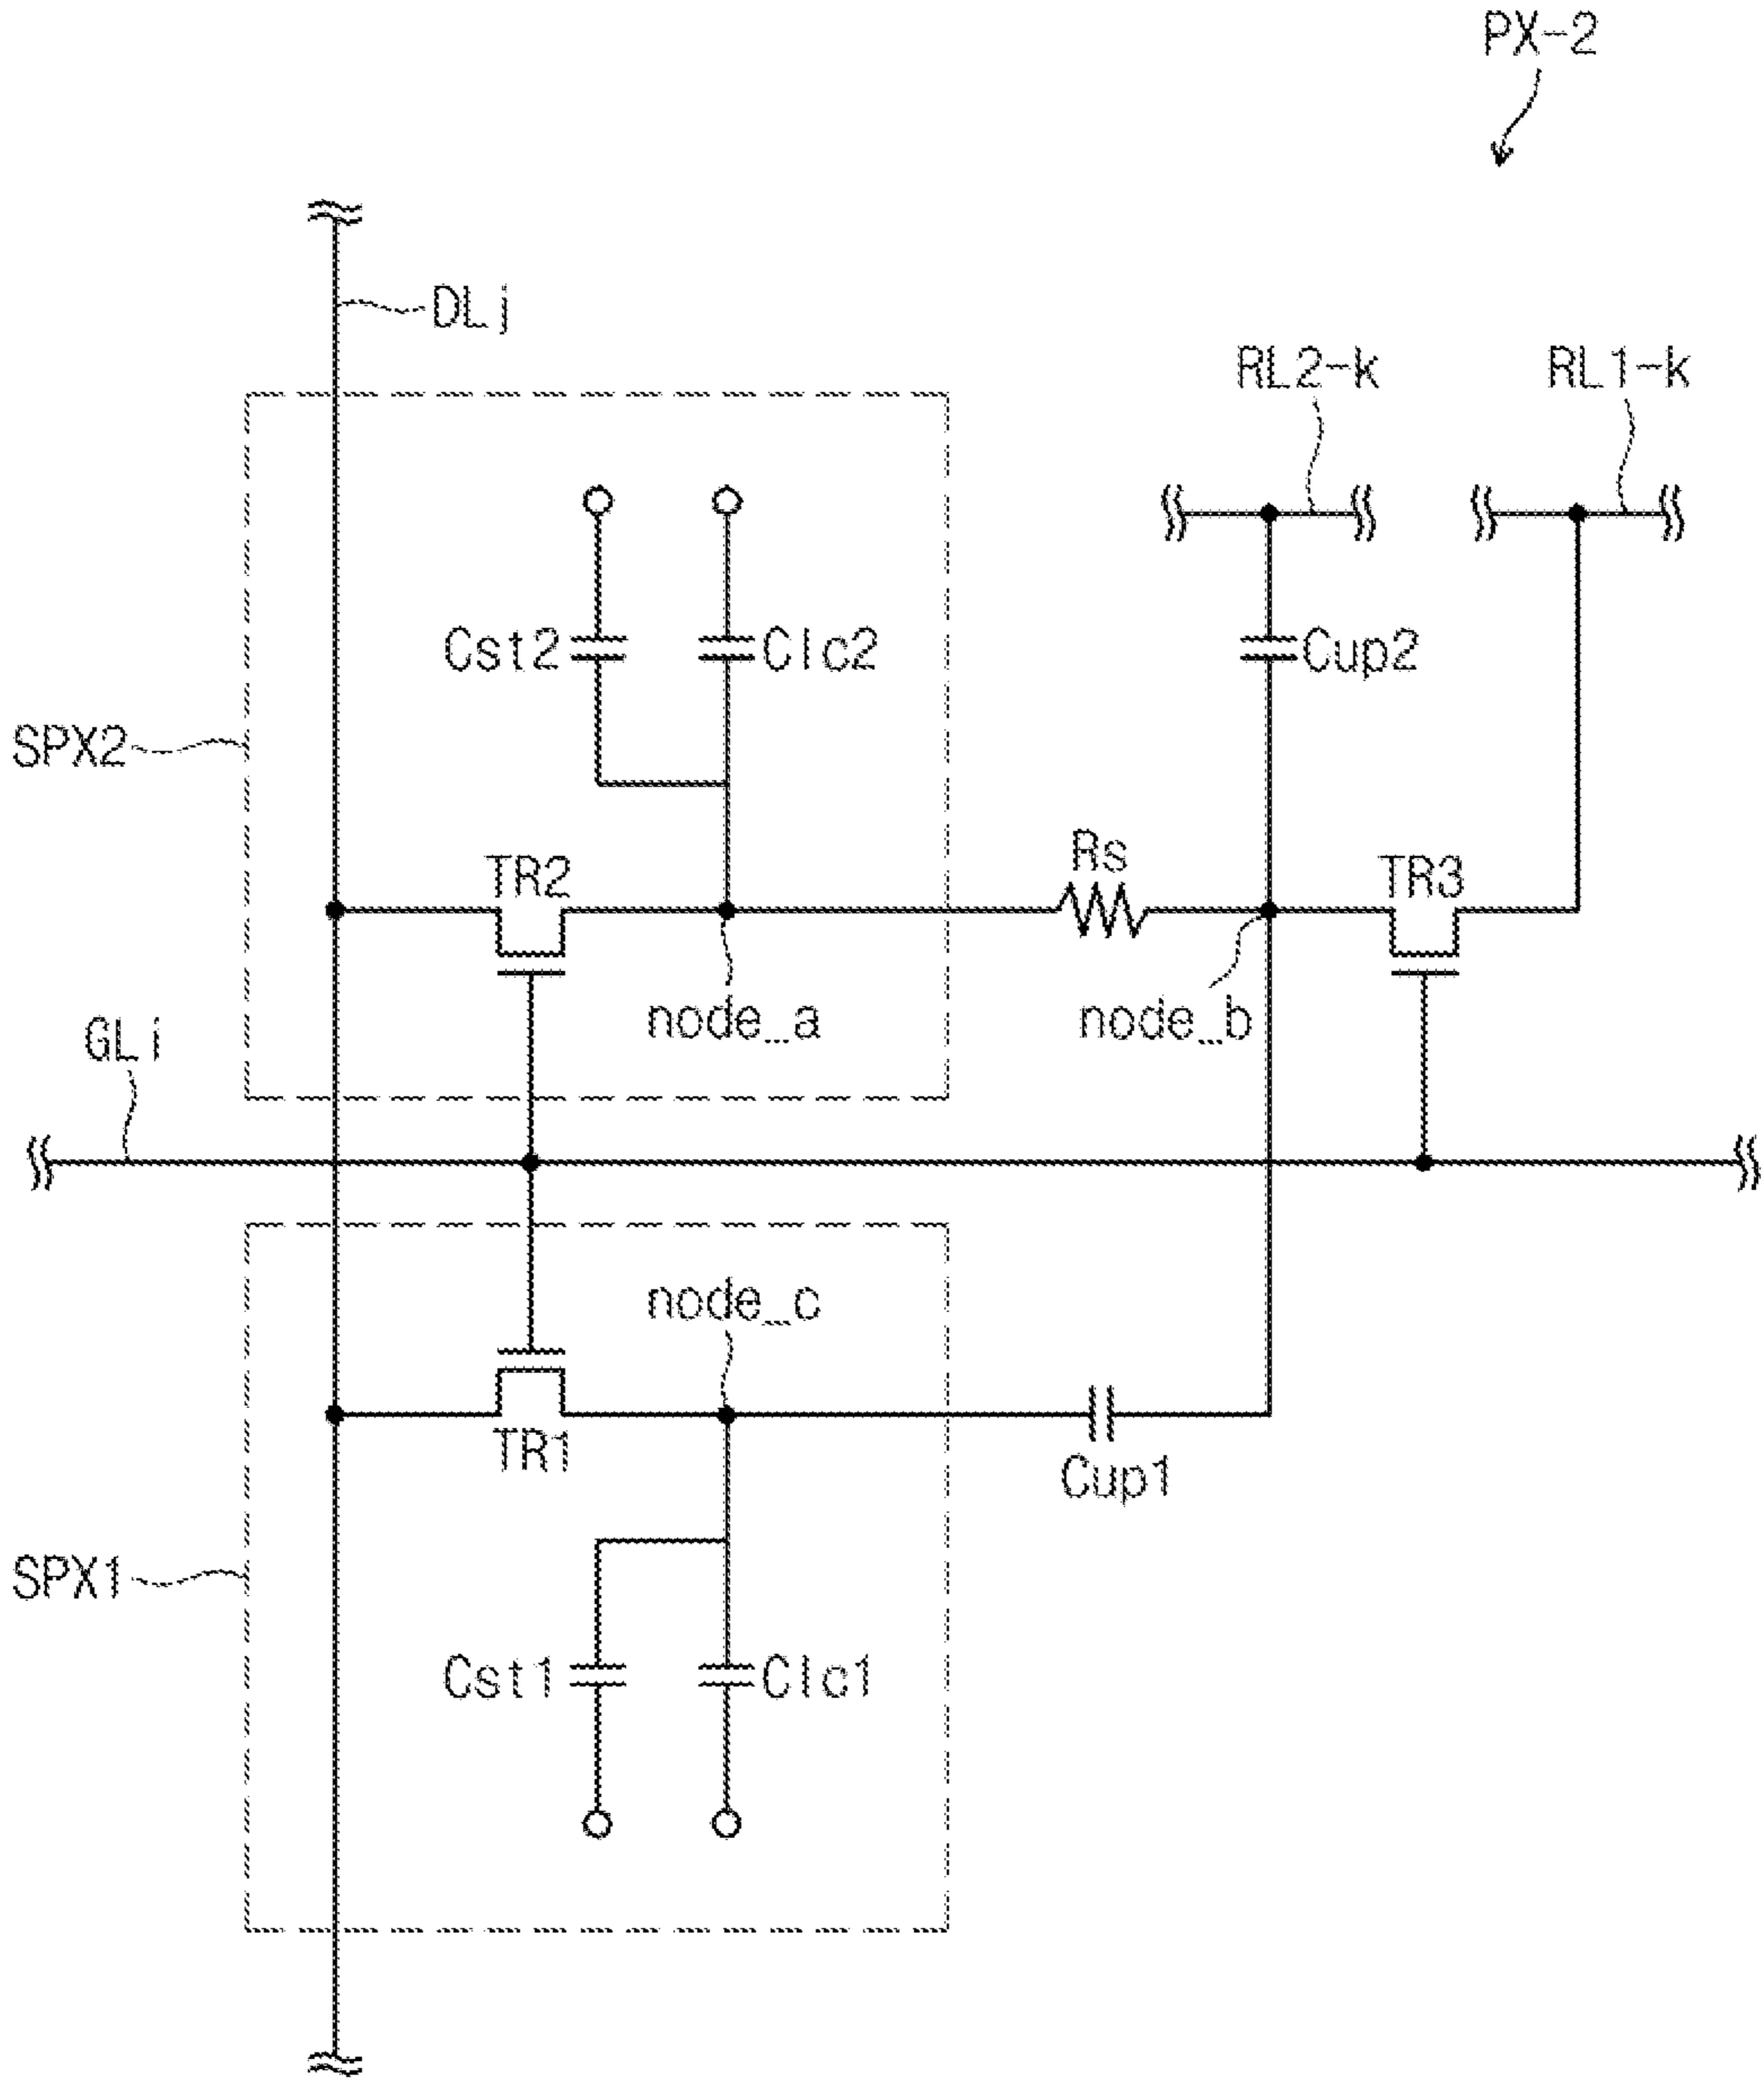 PX-2
DLj
RL2-k
RL1-k
Cst2
Clc2
Cup2
SPX2
TR2
Rs
TR3
node_a
node_b
GLi
node_c
TR1
Cup1
SPX1
Cst1
Clc1